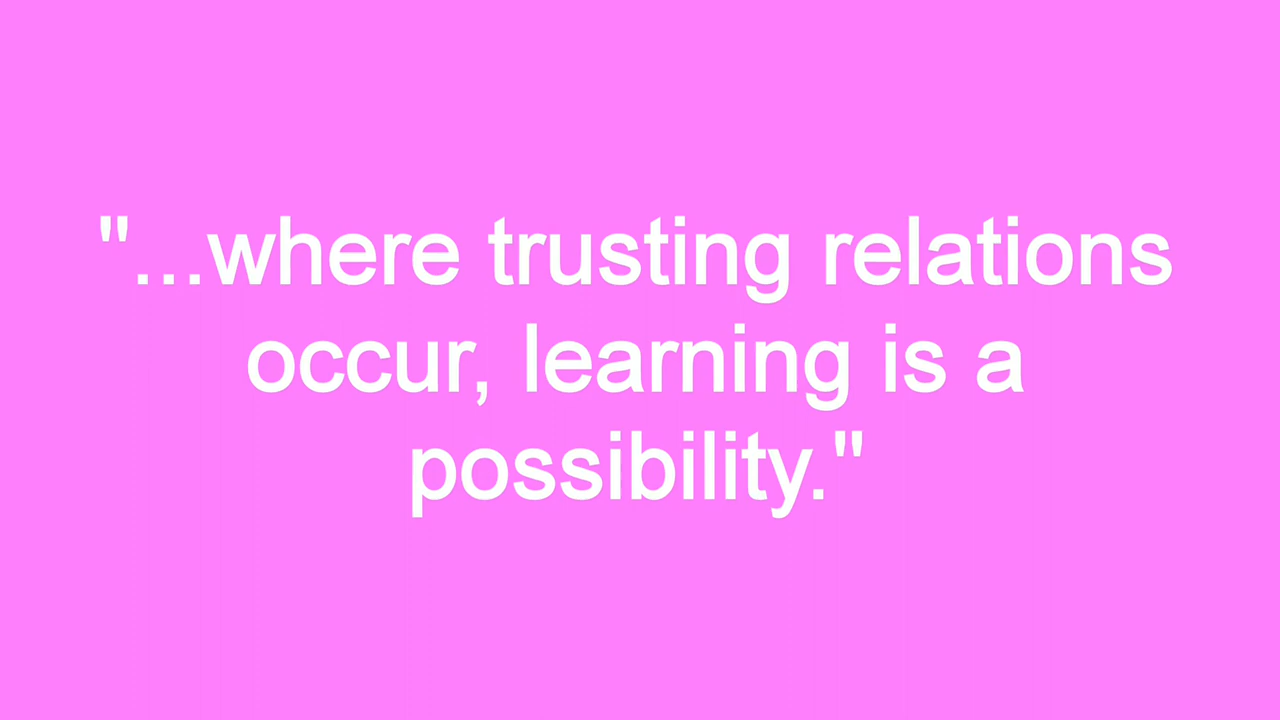 "...where trusting relations
occur, learning is a
possibility."